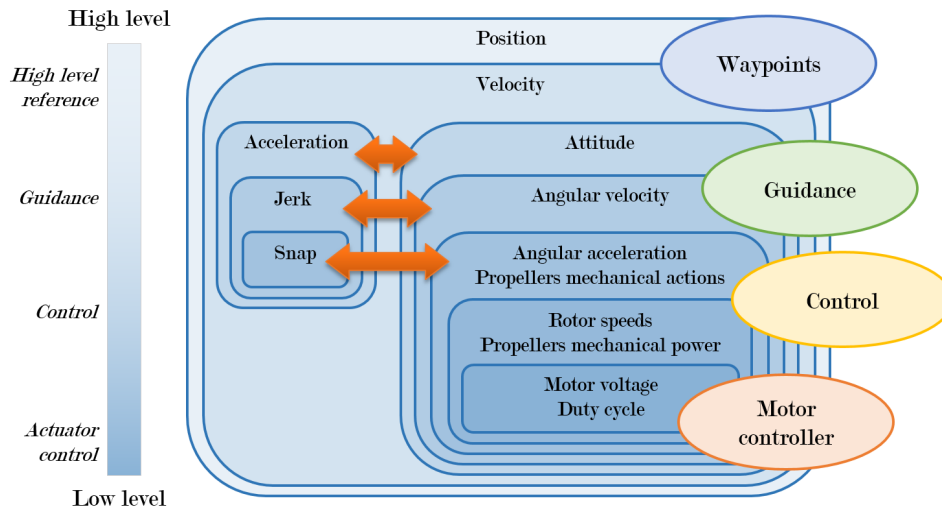 High level
High level
reference
Guidance
Control
Actuator
control
Low level
Position
Velocity
Acceleration
Jerk
Snap
Attitude
Angular velocity
Angular acceleration
Propellers mechanical actions
Rotor speeds
Propellers mechanical power
Motor voltage
Duty cycle
Waypoints
Guidance
Control
Motor
controller